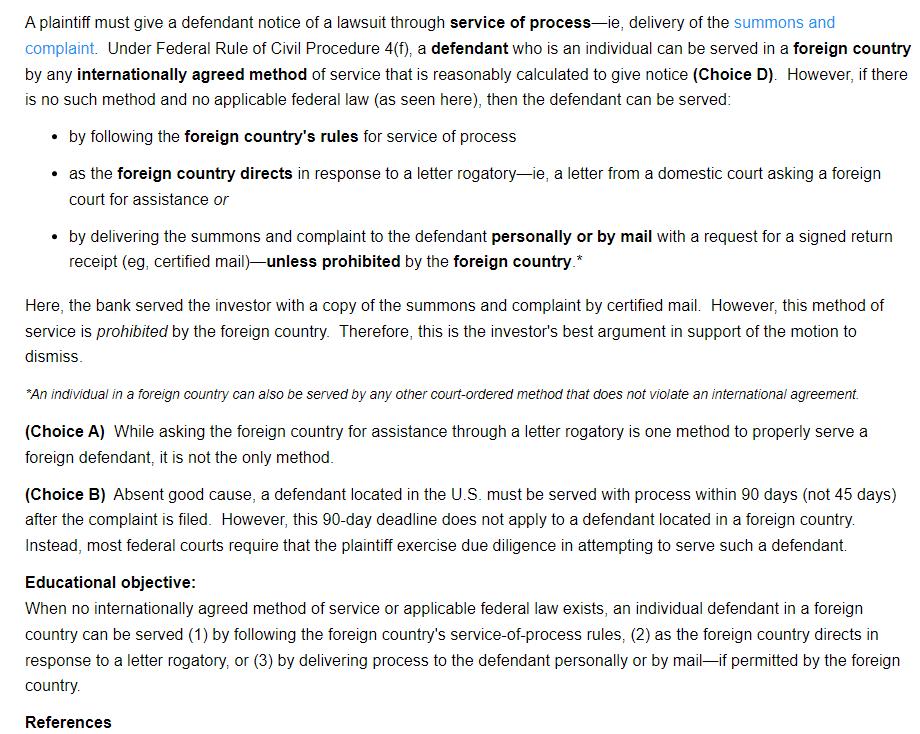 A plaintiff must give a defendant notice of a lawsuit through service of process—ie, delivery of the summons and
complaint. Under Federal Rule of Civil Procedure 4(f), a defendant who is an individual can be served in a foreign country
by any internationally agreed method of service that is reasonably calculated to give notice (Choice D). However, if there
is no such method and no applicable federal law (as seen here), then the defendant can be served:
• by following the foreign country's rules for service of process
• as the foreign country directs in response to a letter rogatory—ie, a letter from a domestic court asking a foreign
court for assistance or
• by delivering the summons and complaint to the defendant personally or by mail with a request for a signed return
receipt (eg, certified mail)—unless prohibited by the foreign country.*
Here, the bank served the investor with a copy of the summons and complaint by certified mail. However, this method of
service is prohibited by the foreign country. Therefore, this is the investor's best argument in support of the motion to
dismiss.
*An individual in a foreign country can also be served by any other court-ordered method that does not violate an international agreement.
(Choice A) While asking the foreign country for assistance through a letter rogatory is one method to properly serve a
foreign defendant, it is not the only method.
(Choice B) Absent good cause, a defendant located in the U.S. must be served with process within 90 days (not 45 days)
after the complaint is filed. However, this 90-day deadline does not apply to a defendant located in a foreign country.
Instead, most federal courts require that the plaintiff exercise due diligence in attempting to serve such a defendant.
Educational objective:
When no internationally agreed method of service or applicable federal law exists, an individual defendant in a foreign
country can be served (1) by following the foreign country's service-of-process rules, (2) as the foreign country directs in
response to a letter rogatory, or (3) by delivering process to the defendant personally or by mail—if permitted by the foreign
country.
References